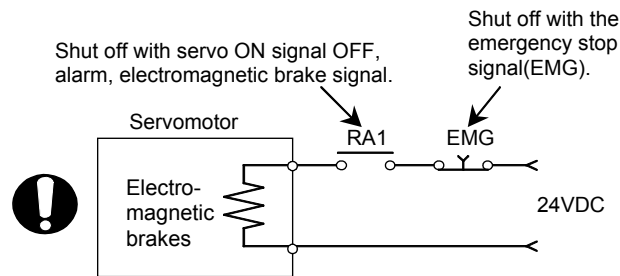 Shut off with the
emergency stop
signal(EMG).
Shut off with servo ON signal OFF,
alarm, electromagnetic brake signal.
Servomotor
RA1
EMG
Electro-
magnetic
brakes
24VDC